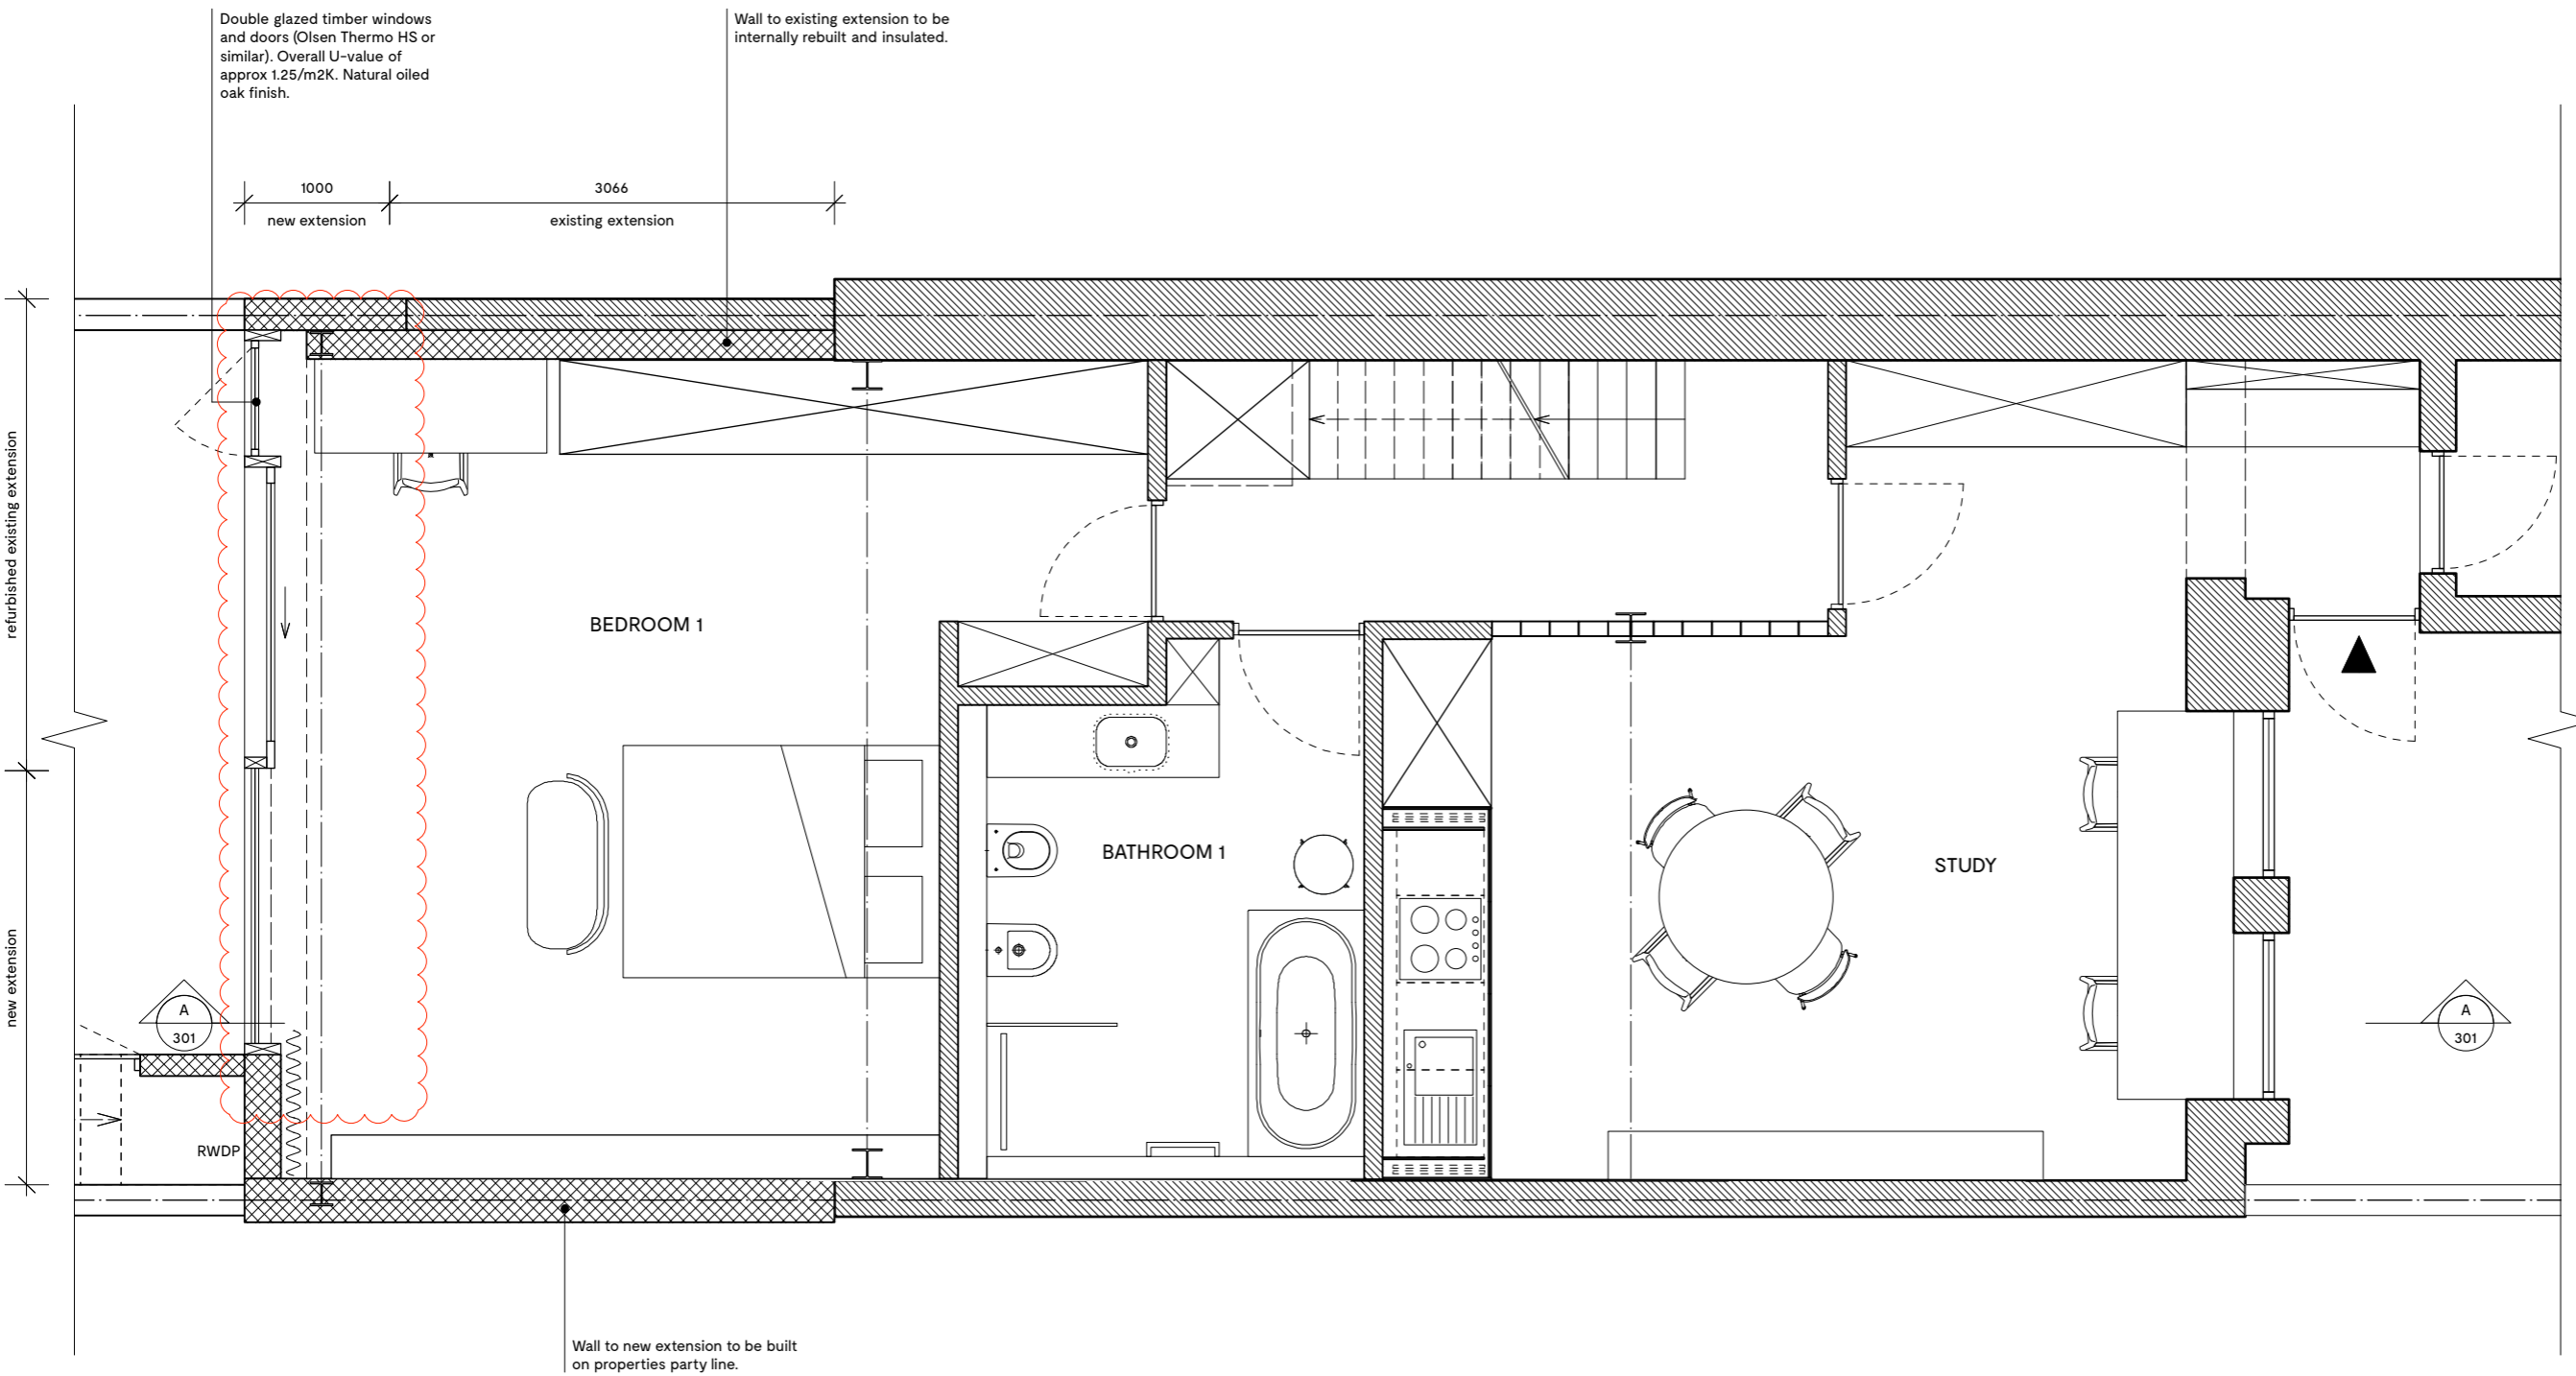 Double glazed timber windows
and doors (Olsen Thermo HS or
similar). Overall U-value of
approx 1.25/m2K. Natural oiled
oak finish.
Wall to existing extension to be
internally rebuilt and insulated.
1000
3066
new extension
existing extension
refurbished existing extension
new extension
BEDROOM 1
BATHROOM 1
STUDY
A
301
A
301
RWDP
Wall to new extension to be built
on properties party line.